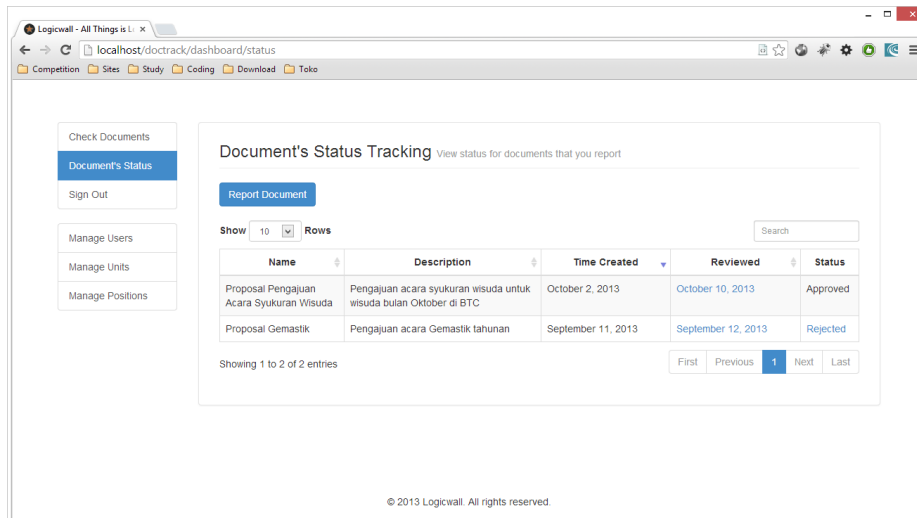 Logicwall - All Things is L
localhost/doctrack/dashboard/status
Competition Sites Study Coding Download Toko
Check Documents
Document's Status
Sign Out
Manage Users
Manage Units
Manage Positions
Document's Status Tracking View status for documents that you report
Report Document
Show 10 Rows
Search
Name Description Time Created Reviewed Status
Proposal Pengajuan Acara Syukuran Wisuda
Pengajuan acara syukuran wisuda untuk wisuda bulan Oktober di BTC
October 2, 2013
October 10, 2013
Approved
Proposal Gemastik Pengajuan acara Gemastik tahunan September 11, 2013 September 12, 2013 Rejected
Showing 1 to 2 of 2 entries
First Previous 1 Next Last
© 2013 Logicwall. All rights reserved.